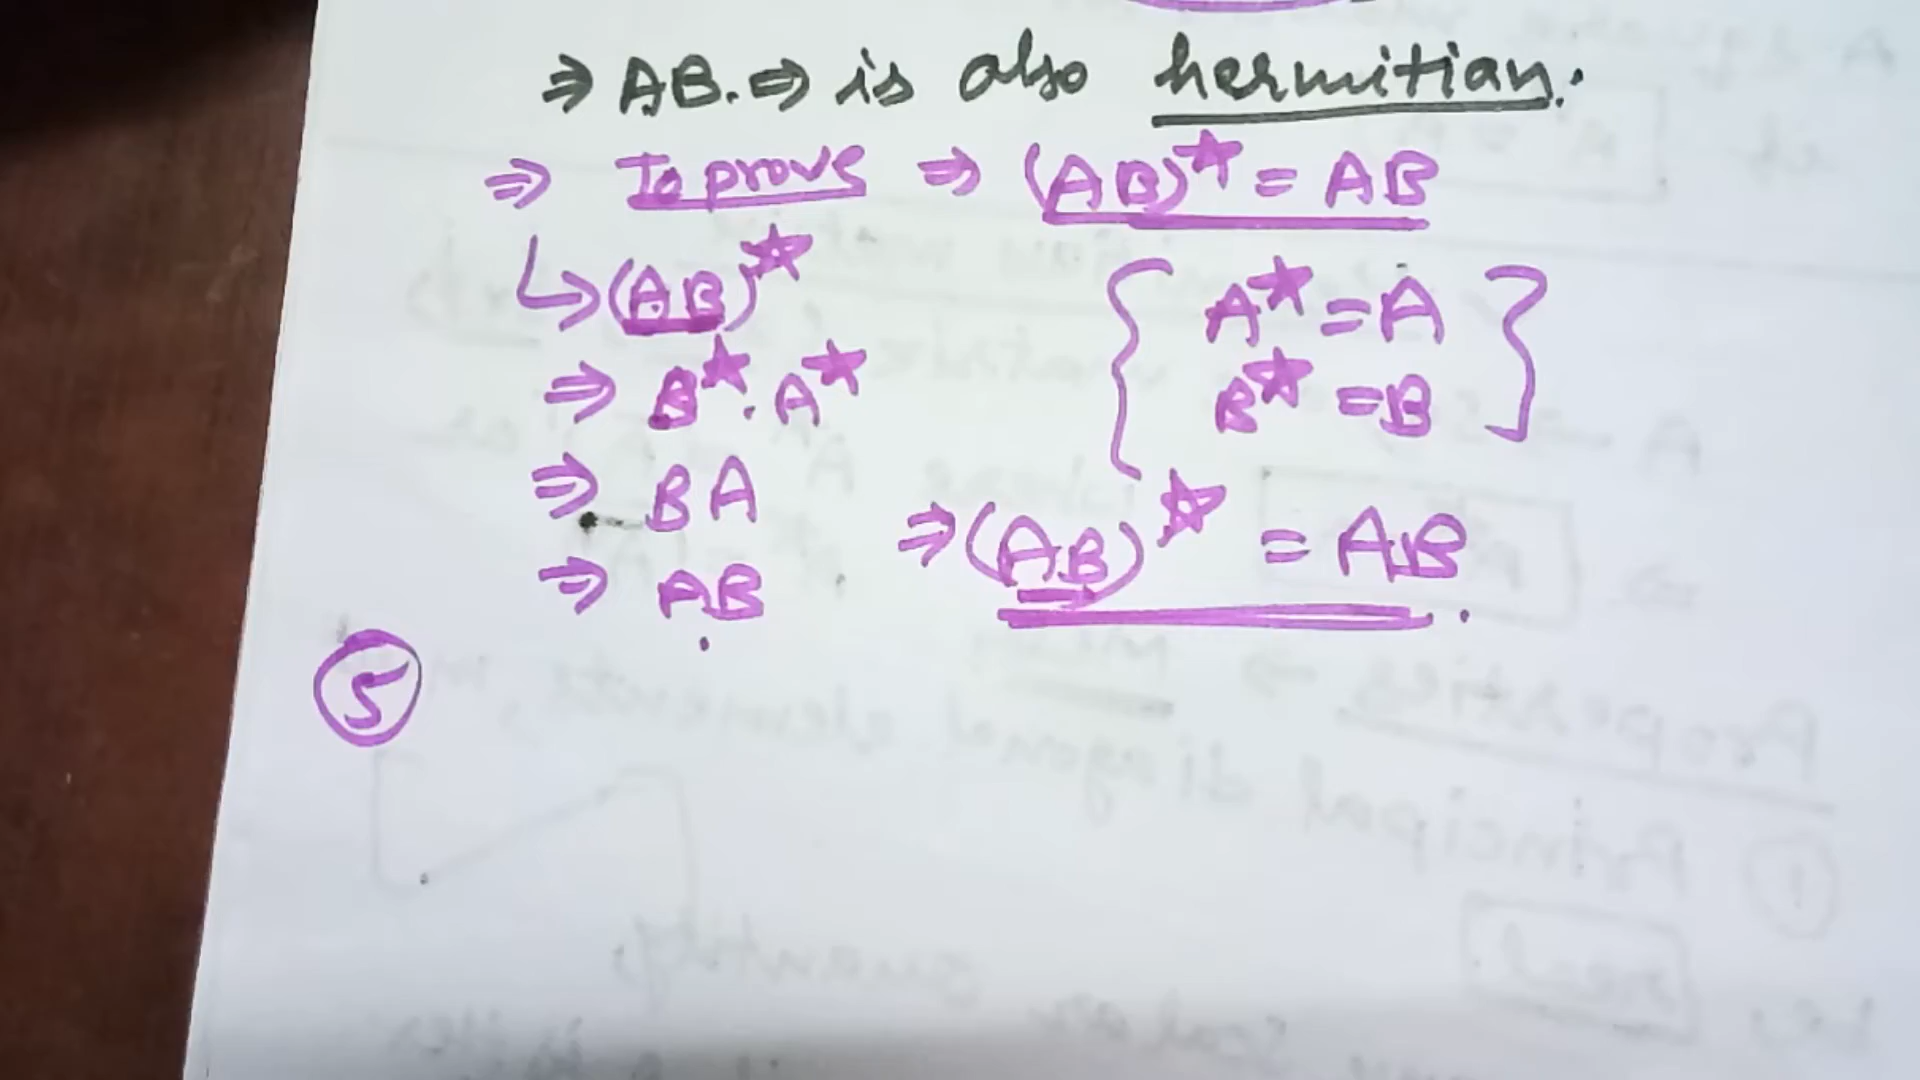 ⇒ AB. ⇒ is also hermitian.
⇒ To prove ⇒ (AB)* = AB
↳ (AB)*
{ A* = A
⇒ B*. A*
B* = B }
⇒ BA
⇒ (AB)* = AB.
⇒ AB
5